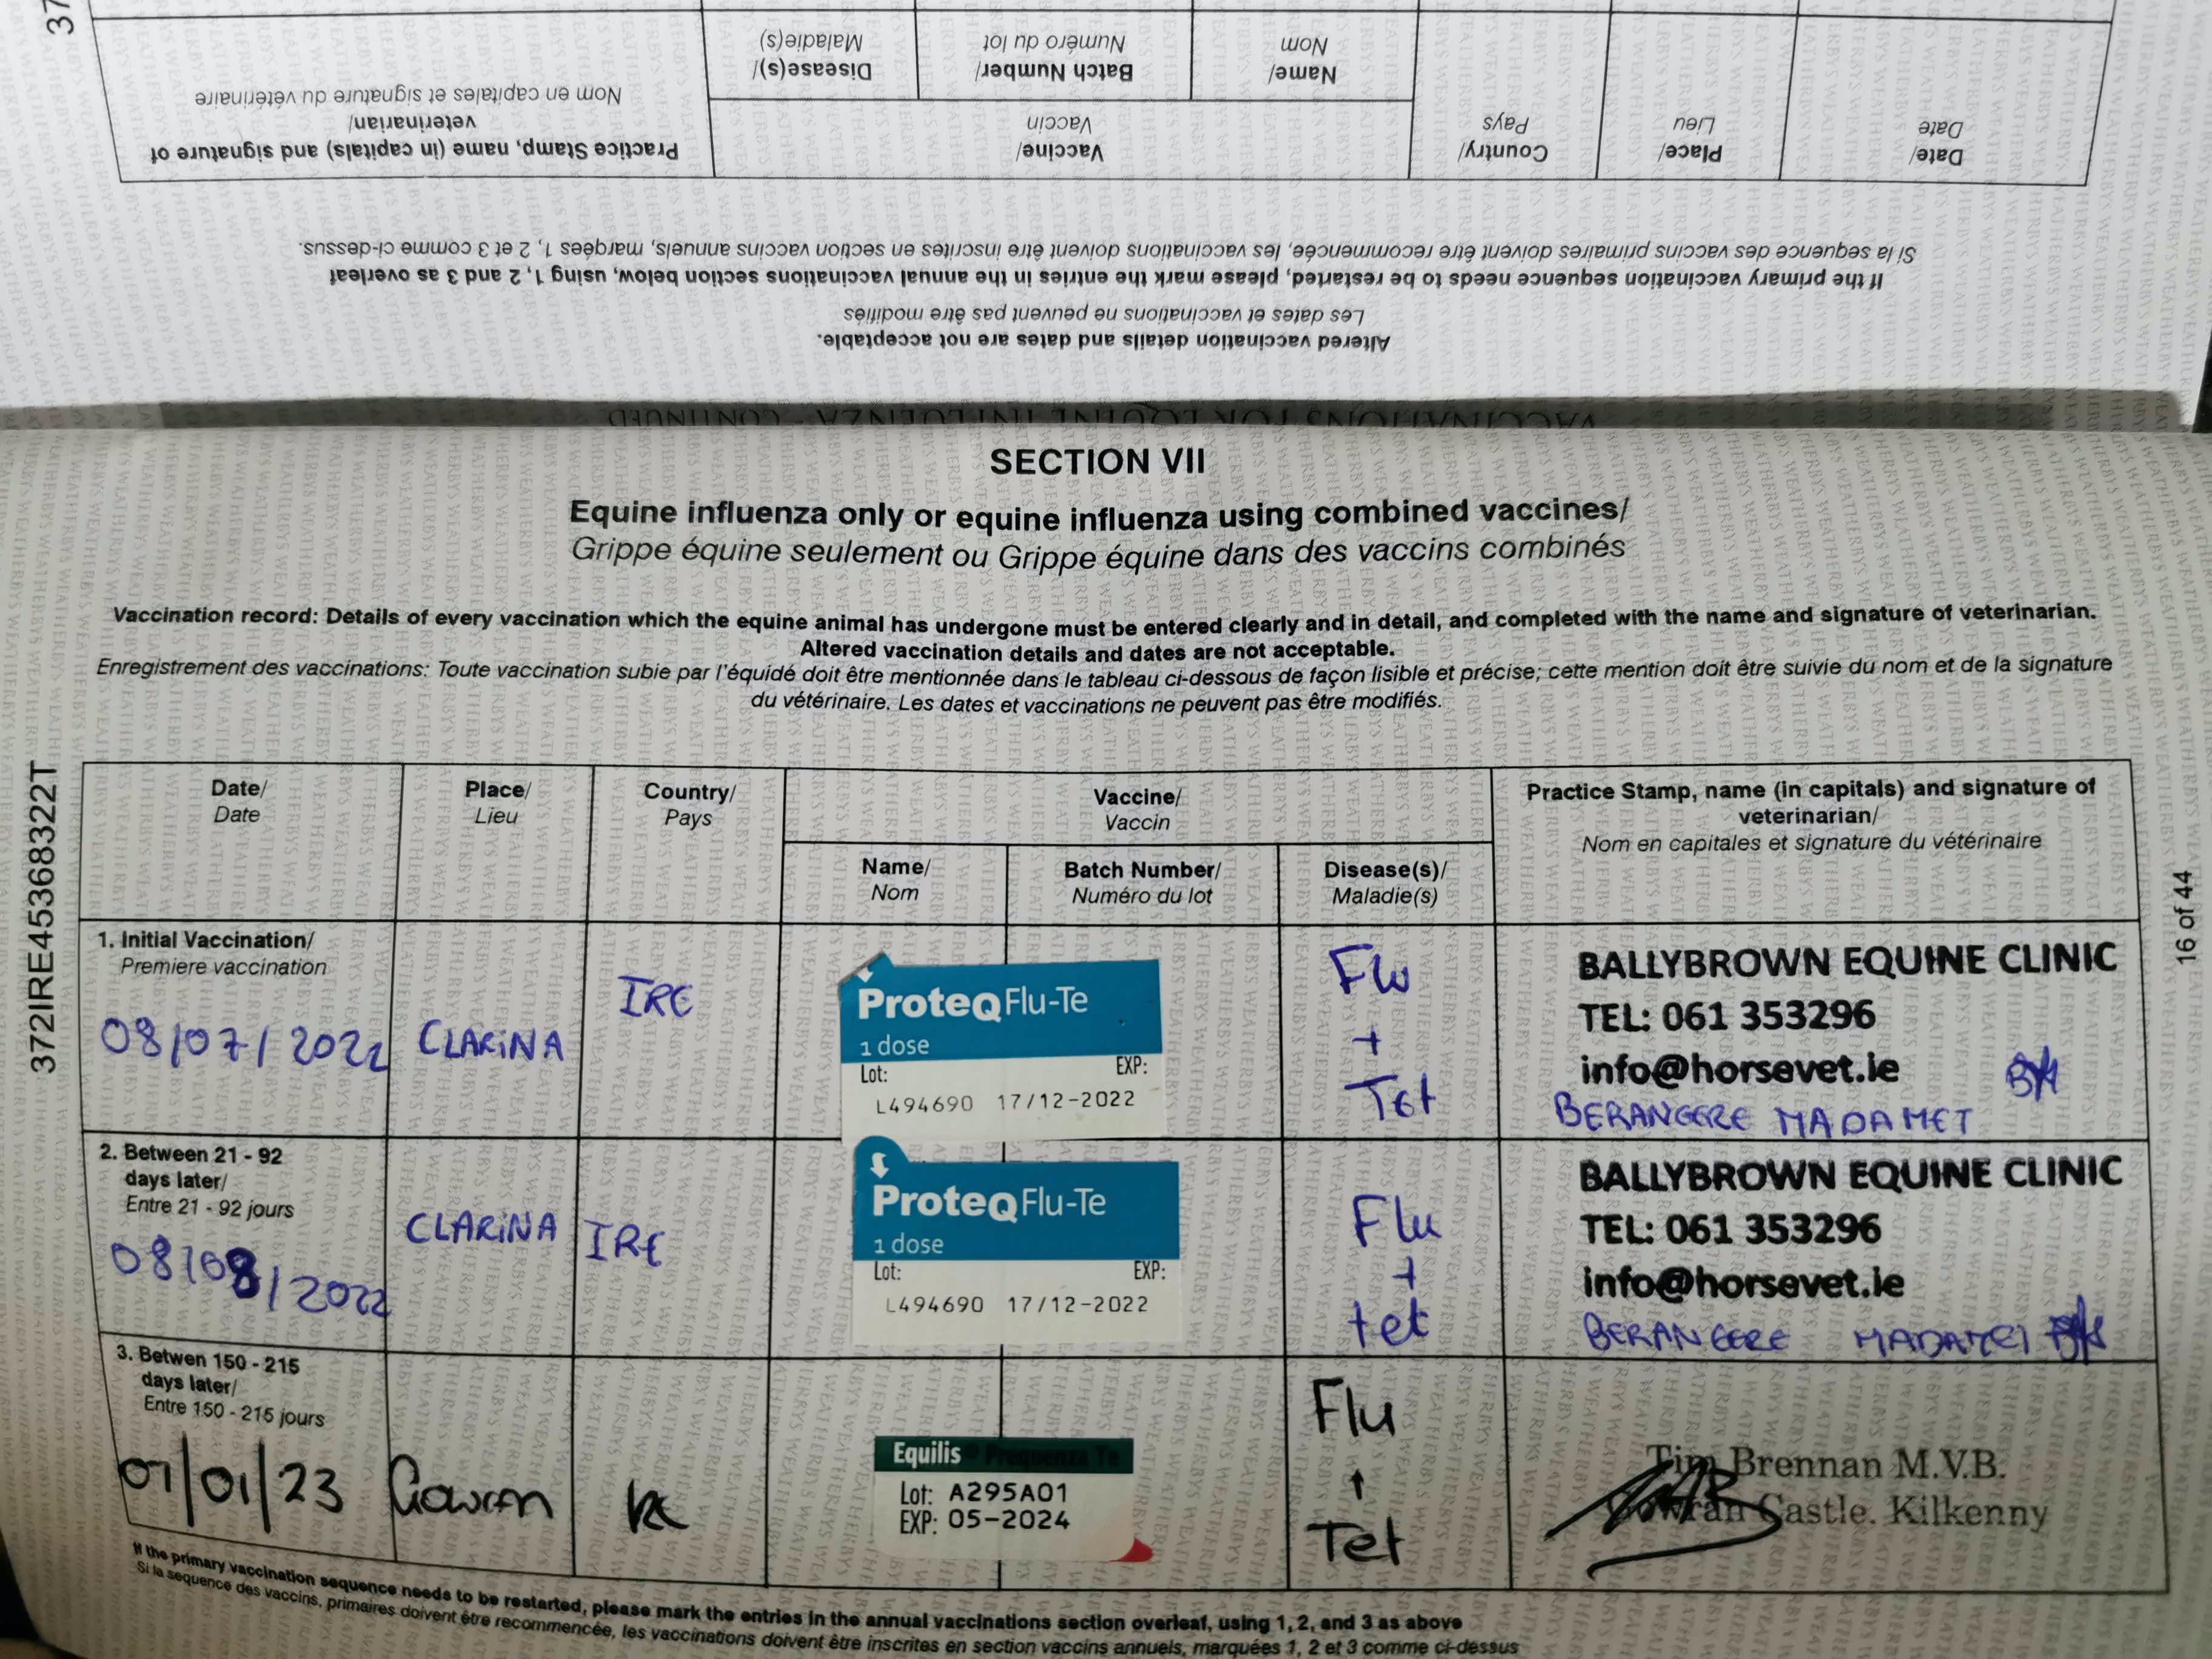 37
Altered vaccination details and dates are not acceptable.
Les dates et vaccinations ne peuvent pas être modifiés
If the primary vaccination sequence needs to be restarted, please mark the entries in the annual vaccinations section below, using 1, 2 and 3 as overleaf
Si la sequence des vaccins primaires doivent être recommencée, les vaccinations doivent être inscrites en section vaccins annuels, marqées 1, 2 et 3 comme ci-dessus.
Date/
Date
Place/
Lieu
Country/
Pays
Vaccine/
Vaccin
Name/
Nom
Batch Number/
Numéro du lot
Disease(s)/
Maladie(s)
Practice Stamp, name (in capitals) and signature of
veterinarian/
Nom en capitales et signature du vétérinaire
VACCINATIONS FOR EQUINE INFLUENZA - CONTINUED
SECTION VII
Equine influenza only or equine influenza using combined vaccines/
Grippe équine seulement ou Grippe équine dans des vaccins combinés
Vaccination record: Details of every vaccination which the equine animal has undergone must be entered clearly and in detail, and completed with the name and signature of veterinarian.
Altered vaccination details and dates are not acceptable.
Enregistrement des vaccinations: Toute vaccination subie par l'équidé doit être mentionnée dans le tableau ci-dessous de façon lisible et précise; cette mention doit être suivie du nom et de la signature
du vétérinaire. Les dates et vaccinations ne peuvent pas être modifiés.
372IRE45368322T
16 of 44
Date/
Date
Place/
Lieu
Country/
Pays
Vaccine/
Vaccin
Name/
Nom
Batch Number/
Numéro du lot
Disease(s)/
Maladie(s)
Practice Stamp, name (in capitals) and signature of
veterinarian/
Nom en capitales et signature du vétérinaire
1. Initial Vaccination/
Premiere vaccination
08/07/2022
CLARINA
IRE
ProteqFlu-Te
1 dose
Lot: EXP:
L494690 17/12-2022
Flu
+
Tet
BALLYBROWN EQUINE CLINIC
TEL: 061 353296
info@horsevet.ie
BERANGERE MADAMET
2. Between 21 - 92
days later/
Entre 21 - 92 jours
08/08/2022
CLARINA
IRE
ProteqFlu-Te
1 dose
Lot: EXP:
L494690 17/12-2022
Flu
+
tet
BALLYBROWN EQUINE CLINIC
TEL: 061 353296
info@horsevet.ie
BERANGERE MADAMET
3. Betwen 150 - 215
days later/
Entre 150 - 215 jours
07/01/23
Gowran
Equilis Prequenza Te
Lot: A295A01
EXP: 05-2024
Flu
+
Tet
Tim Brennan M.V.B.
Gowran Castle. Kilkenny
If the primary vaccination sequence needs to be restarted, please mark the entries in the annual vaccinations section overleaf, using 1, 2, and 3 as above
Si la sequence des vaccins, primaires doivent être recommencée, les vaccinations doivent être inscrites en section vaccins annuels, marquées 1, 2 et 3 comme ci-dessus